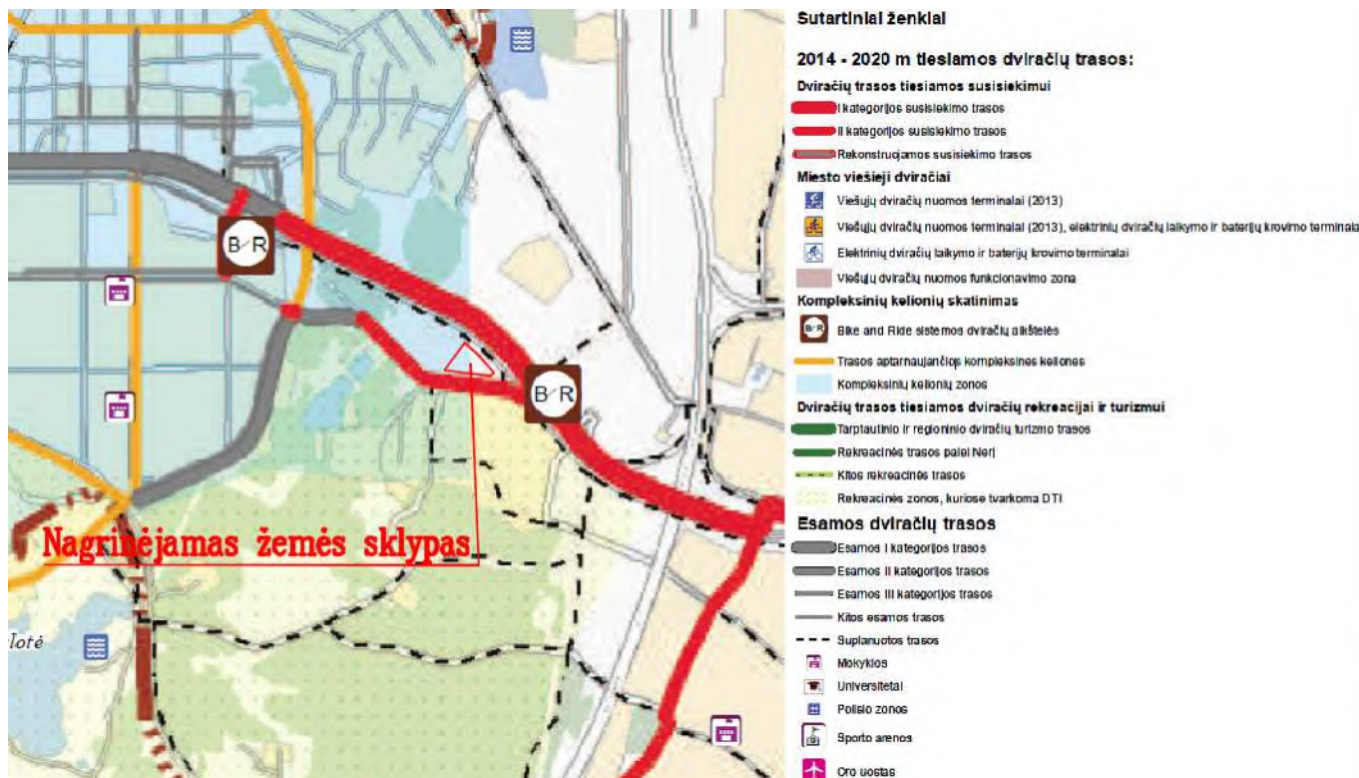 B/R
B/R
Nagrinėjamas žemės sklypas
lotė
Sutartiniai ženklai
2014 - 2020 m tiesiamos dviračių trasos:
Dviračių trasos tiesiamos susisiekimui
I kategorijos susisiekimo trasos
II kategorijos susisiekimo trasos
Rekonstruojamos susisiekimo trasos
Miesto viešieji dviračiai
Viešųjų dviračių nuomos terminalai (2013)
Viešųjų dviračių nuomos terminalai (2013), elektrinių dviračių laikymo ir baterijų krovimo terminala
Elektrinių dviračių laikymo ir baterijų krovimo terminalai
Viešųjų dviračių nuomos funkcionavimo zona
Kompleksinių kelionių skatinimas
B/R Bike and Ride sistemos dviračių aikštelės
Trasos aptarnaujančios kompleksines keliones
Kompleksinių kelionių zonos
Dviračių trasos tiesiamos dviračių rekreacijai ir turizmui
Tarptautinio ir regioninio dviračių turizmo trasos
Rekreacinės trasos palei Nerį
Kitos rekreacinės trasos
Rekreacinės zonos, kuriose tvarkoma DTI
Esamos dviračių trasos
Esamos I kategorijos trasos
Esamos II kategorijos trasos
Esamos III kategorijos trasos
Kitos esamos trasos
Suplanuotos trasos
Mokyklos
Universitetai
Poilsio zonos
Sporto arenos
Oro uostas